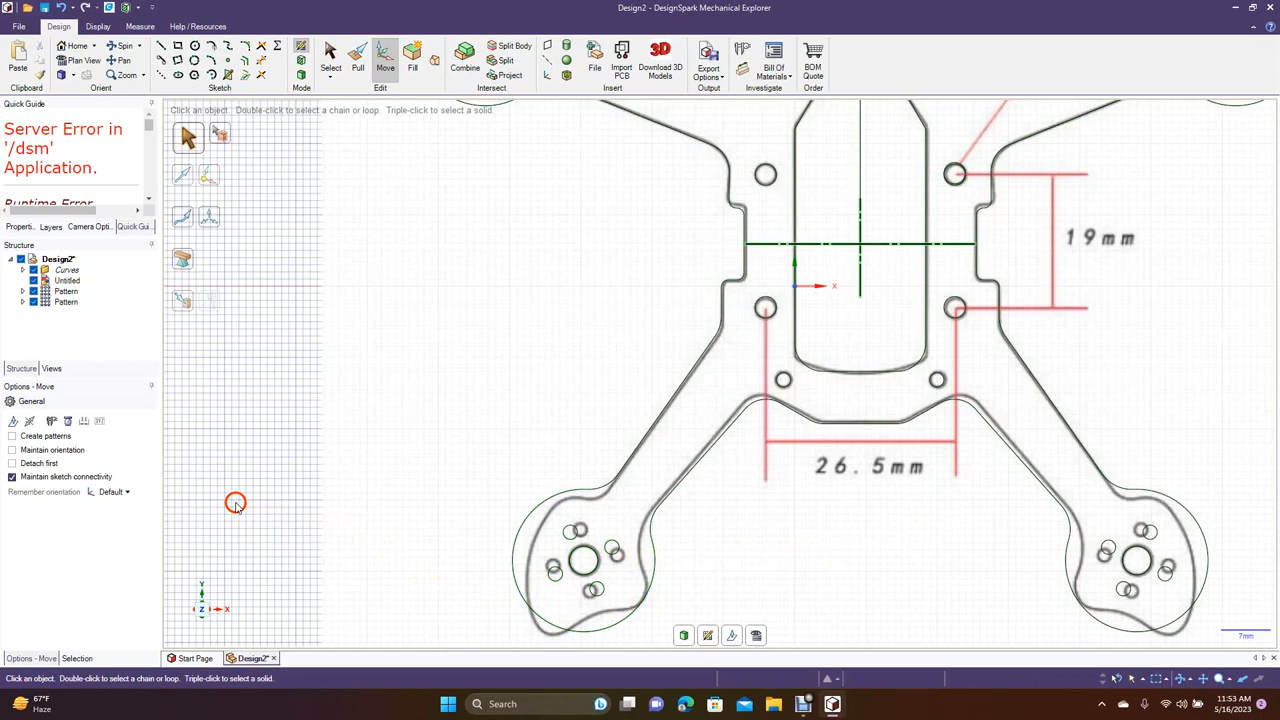 Design2* - DesignSpark Mechanical Explorer
File
Design
Display
Measure
Help / Resources
Paste
Home
Spin
Plan View
Pan
Zoom
Select
Pull
Move
Fill
Combine
Split Body
Split
Project
File
Import
PCB
3D
Download 3D
Models
Export
Options
Bill Of
Materials
BOM
Quote
Clipboard
Orient
Sketch
Mode
Edit
Intersect
Insert
Output
Investigate
Order
Quick Guide
Server Error in
'/dsm'
Application.
Runtime Error
Properti...
Layers
Camera Opti...
Quick Gui...
Structure
Design2*
Curves
Untitled
Pattern
Pattern
Structure
Views
Options - Move
General
Create patterns
Maintain orientation
Detach first
Maintain sketch connectivity
Remember orientation
Default
Options - Move
Selection
Click an object. Double-click to select a chain or loop. Triple-click to select a solid.
19mm
X
26.5mm
Y
Z
X
7mm
Start Page
Design2*
Click an object. Double-click to select a chain or loop. Triple-click to select a solid.
67°F
Haze
Search
11:53 AM
5/16/2023